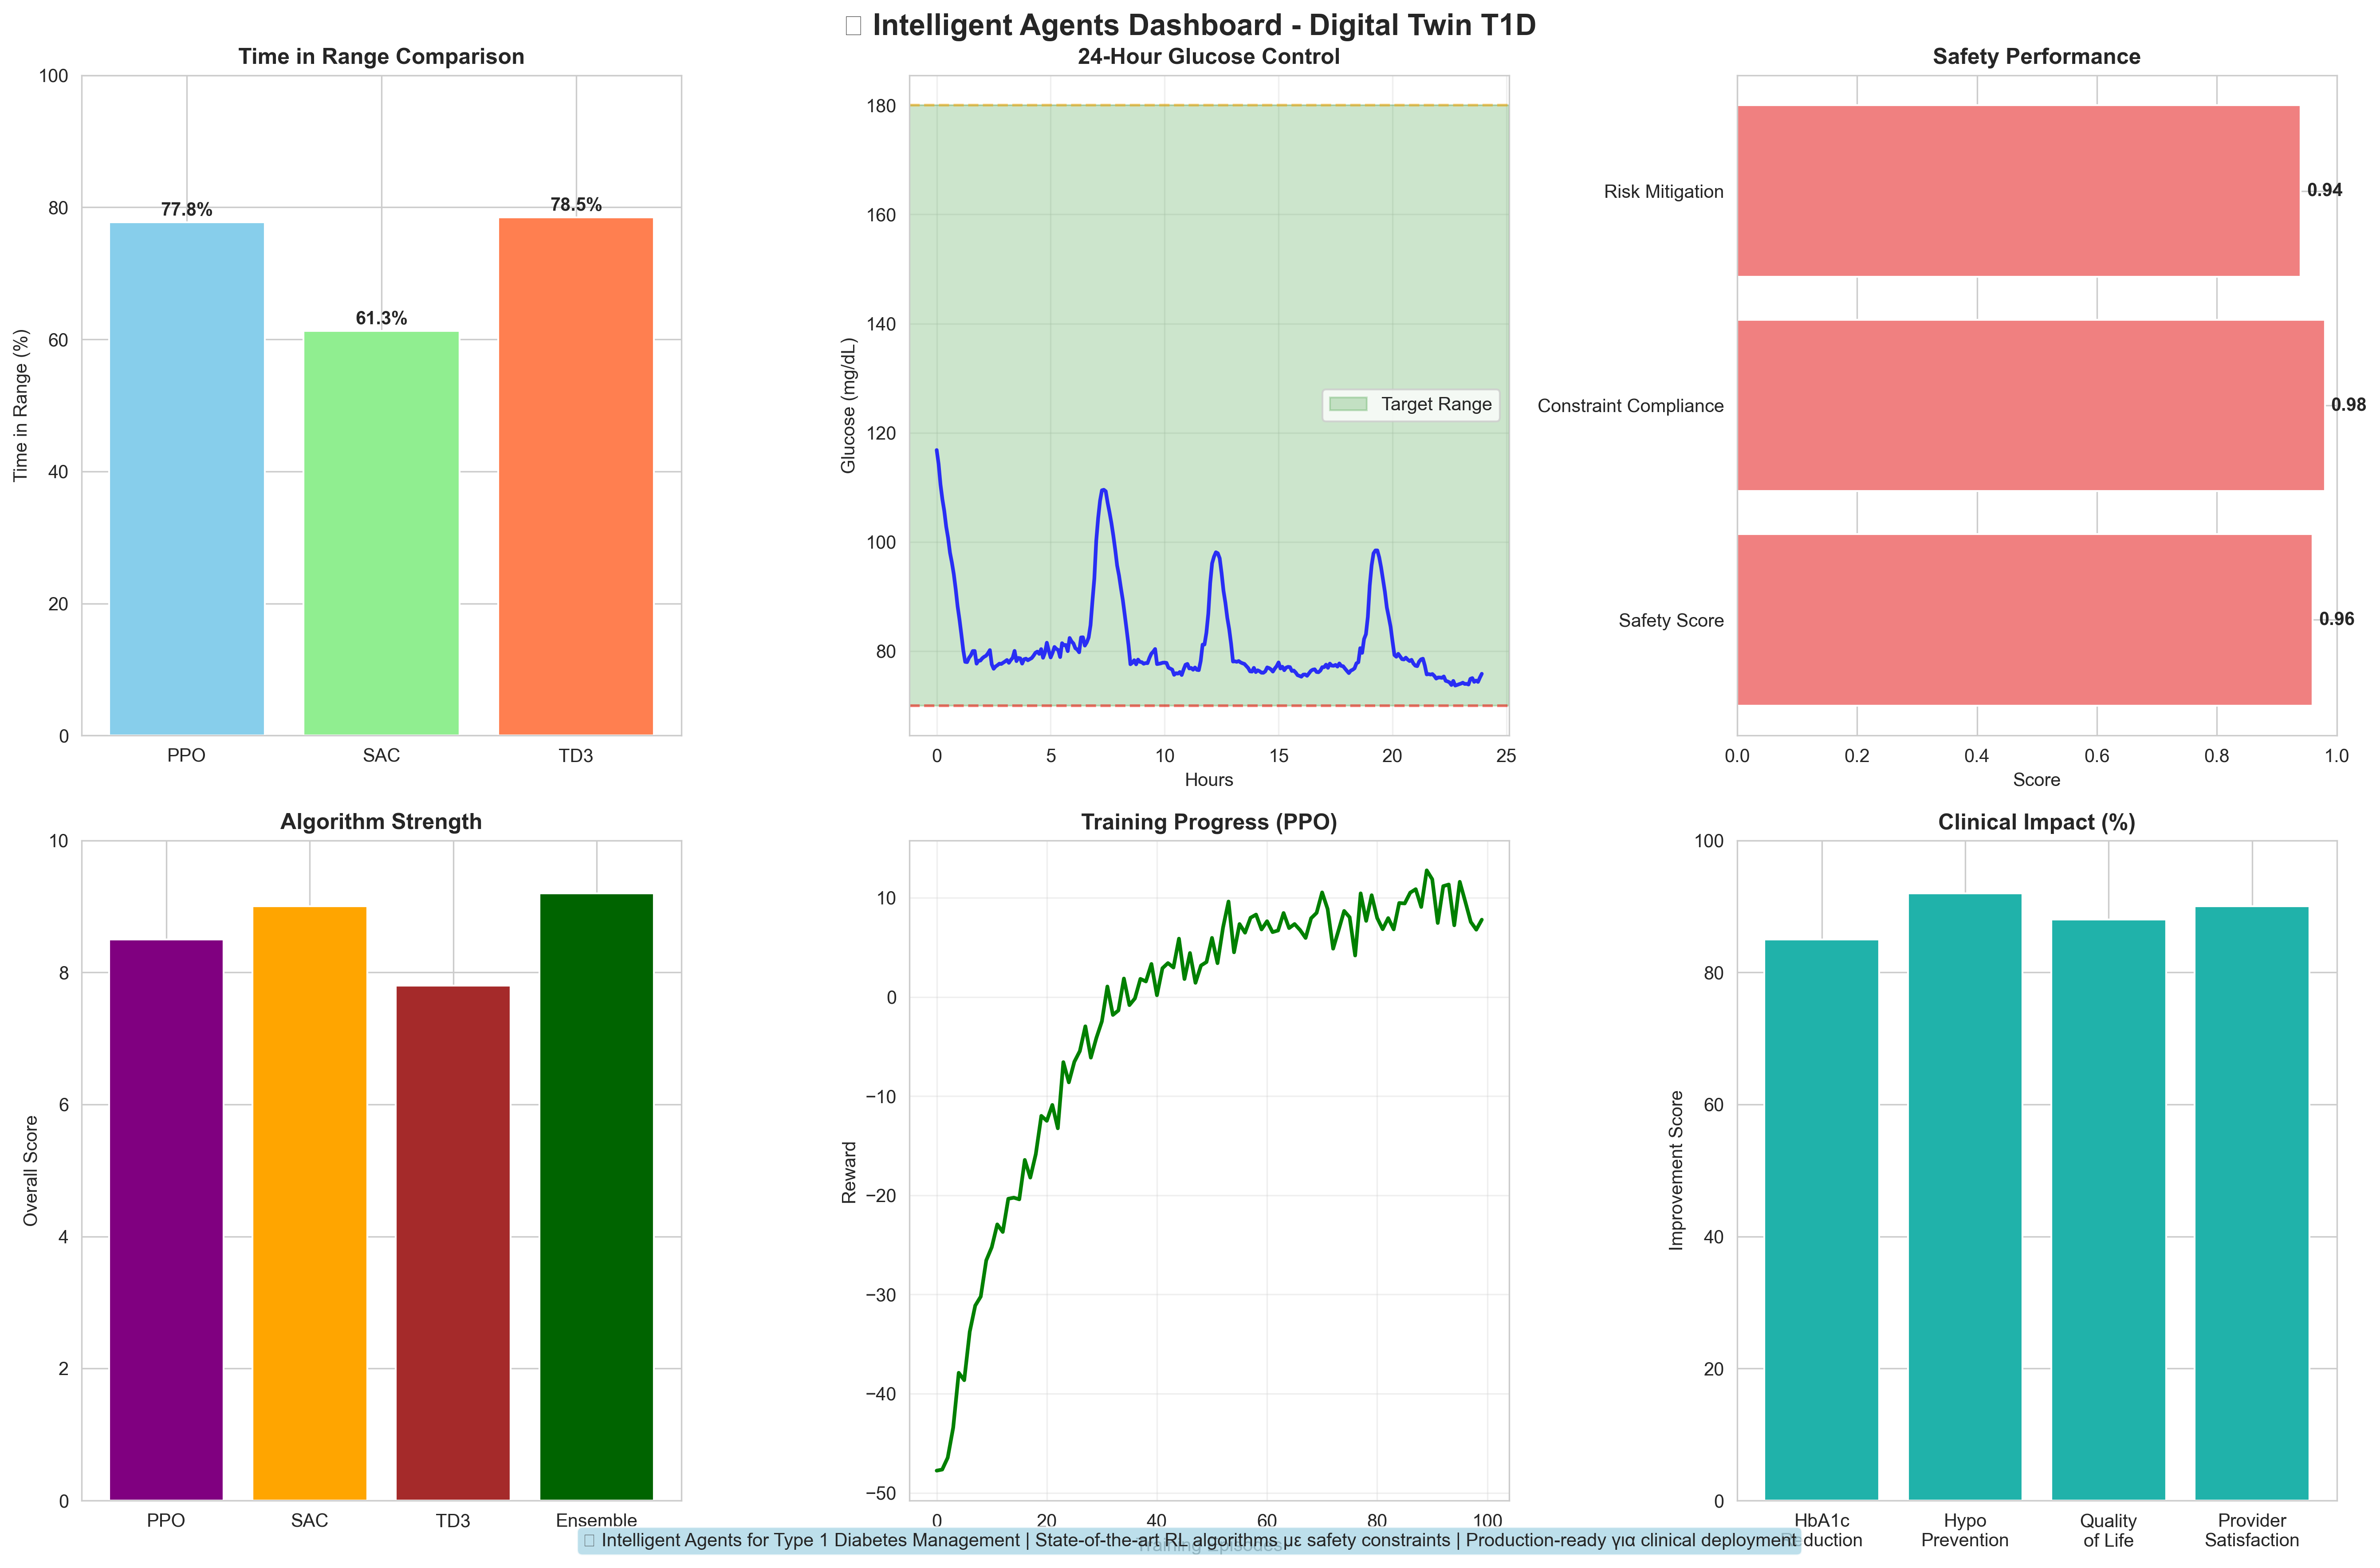 Intelligent Agents Dashboard - Digital Twin T1D
Time in Range Comparison
Time in Range (%)
100
80
60
40
20
0
77.8%
61.3%
78.5%
PPO
SAC
TD3
24-Hour Glucose Control
Glucose (mg/dL)
180
160
140
120
100
80
Target Range
0
5
10
15
20
25
Hours
Safety Performance
Risk Mitigation
0.94
Constraint Compliance
0.98
Safety Score
0.96
0.0
0.2
0.4
0.6
0.8
1.0
Score
Algorithm Strength
Overall Score
10
8
6
4
2
0
PPO
SAC
TD3
Ensemble
Training Progress (PPO)
Reward
10
0
−10
−20
−30
−40
−50
0
20
40
60
80
100
Training Episodes
Clinical Impact (%)
Improvement Score
100
80
60
40
20
0
HbA1c
Reduction
Hypo
Prevention
Quality
of Life
Provider
Satisfaction
Intelligent Agents for Type 1 Diabetes Management | State-of-the-art RL algorithms με safety constraints | Production-ready για clinical deployment